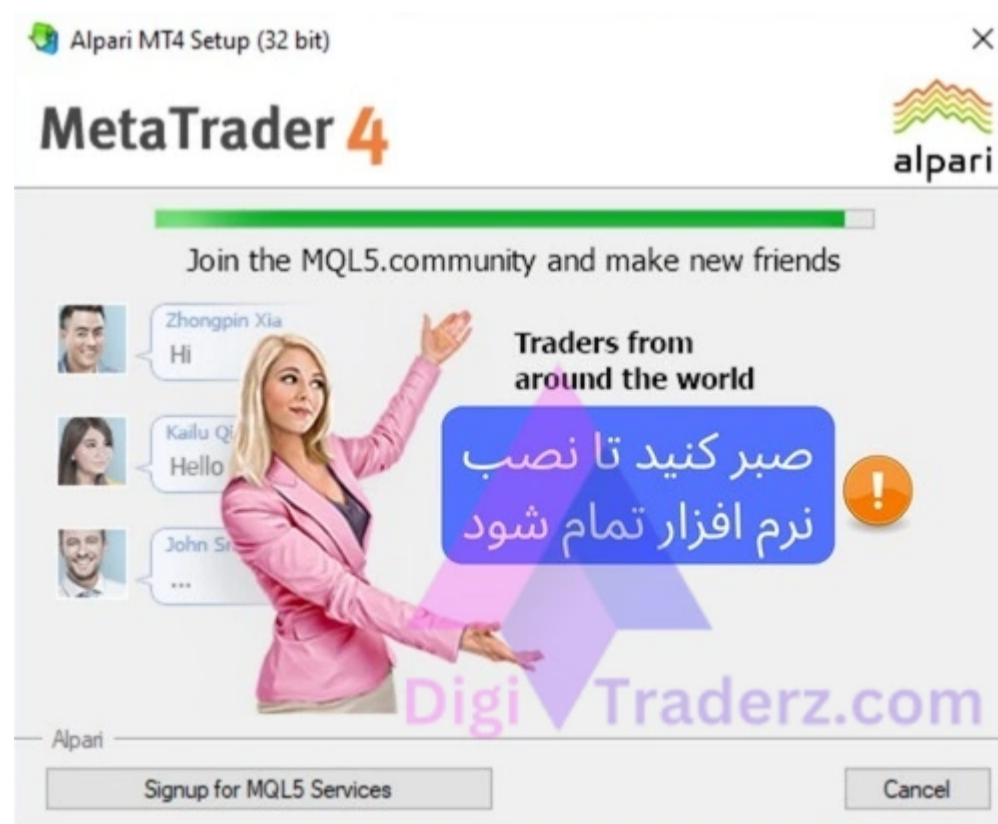 Alpari MT4 Setup (32 bit)
MetaTrader 4
alpari
Join the MQL5.community and make new friends
Zhongpin Xia
Hi
Traders from
around the world
Kailu
Hello
صبر کنید تا نصب
نرم افزار تمام شود
!
John
...
Digi Traderz.com
Alpari
Signup for MQL5 Services
Cancel